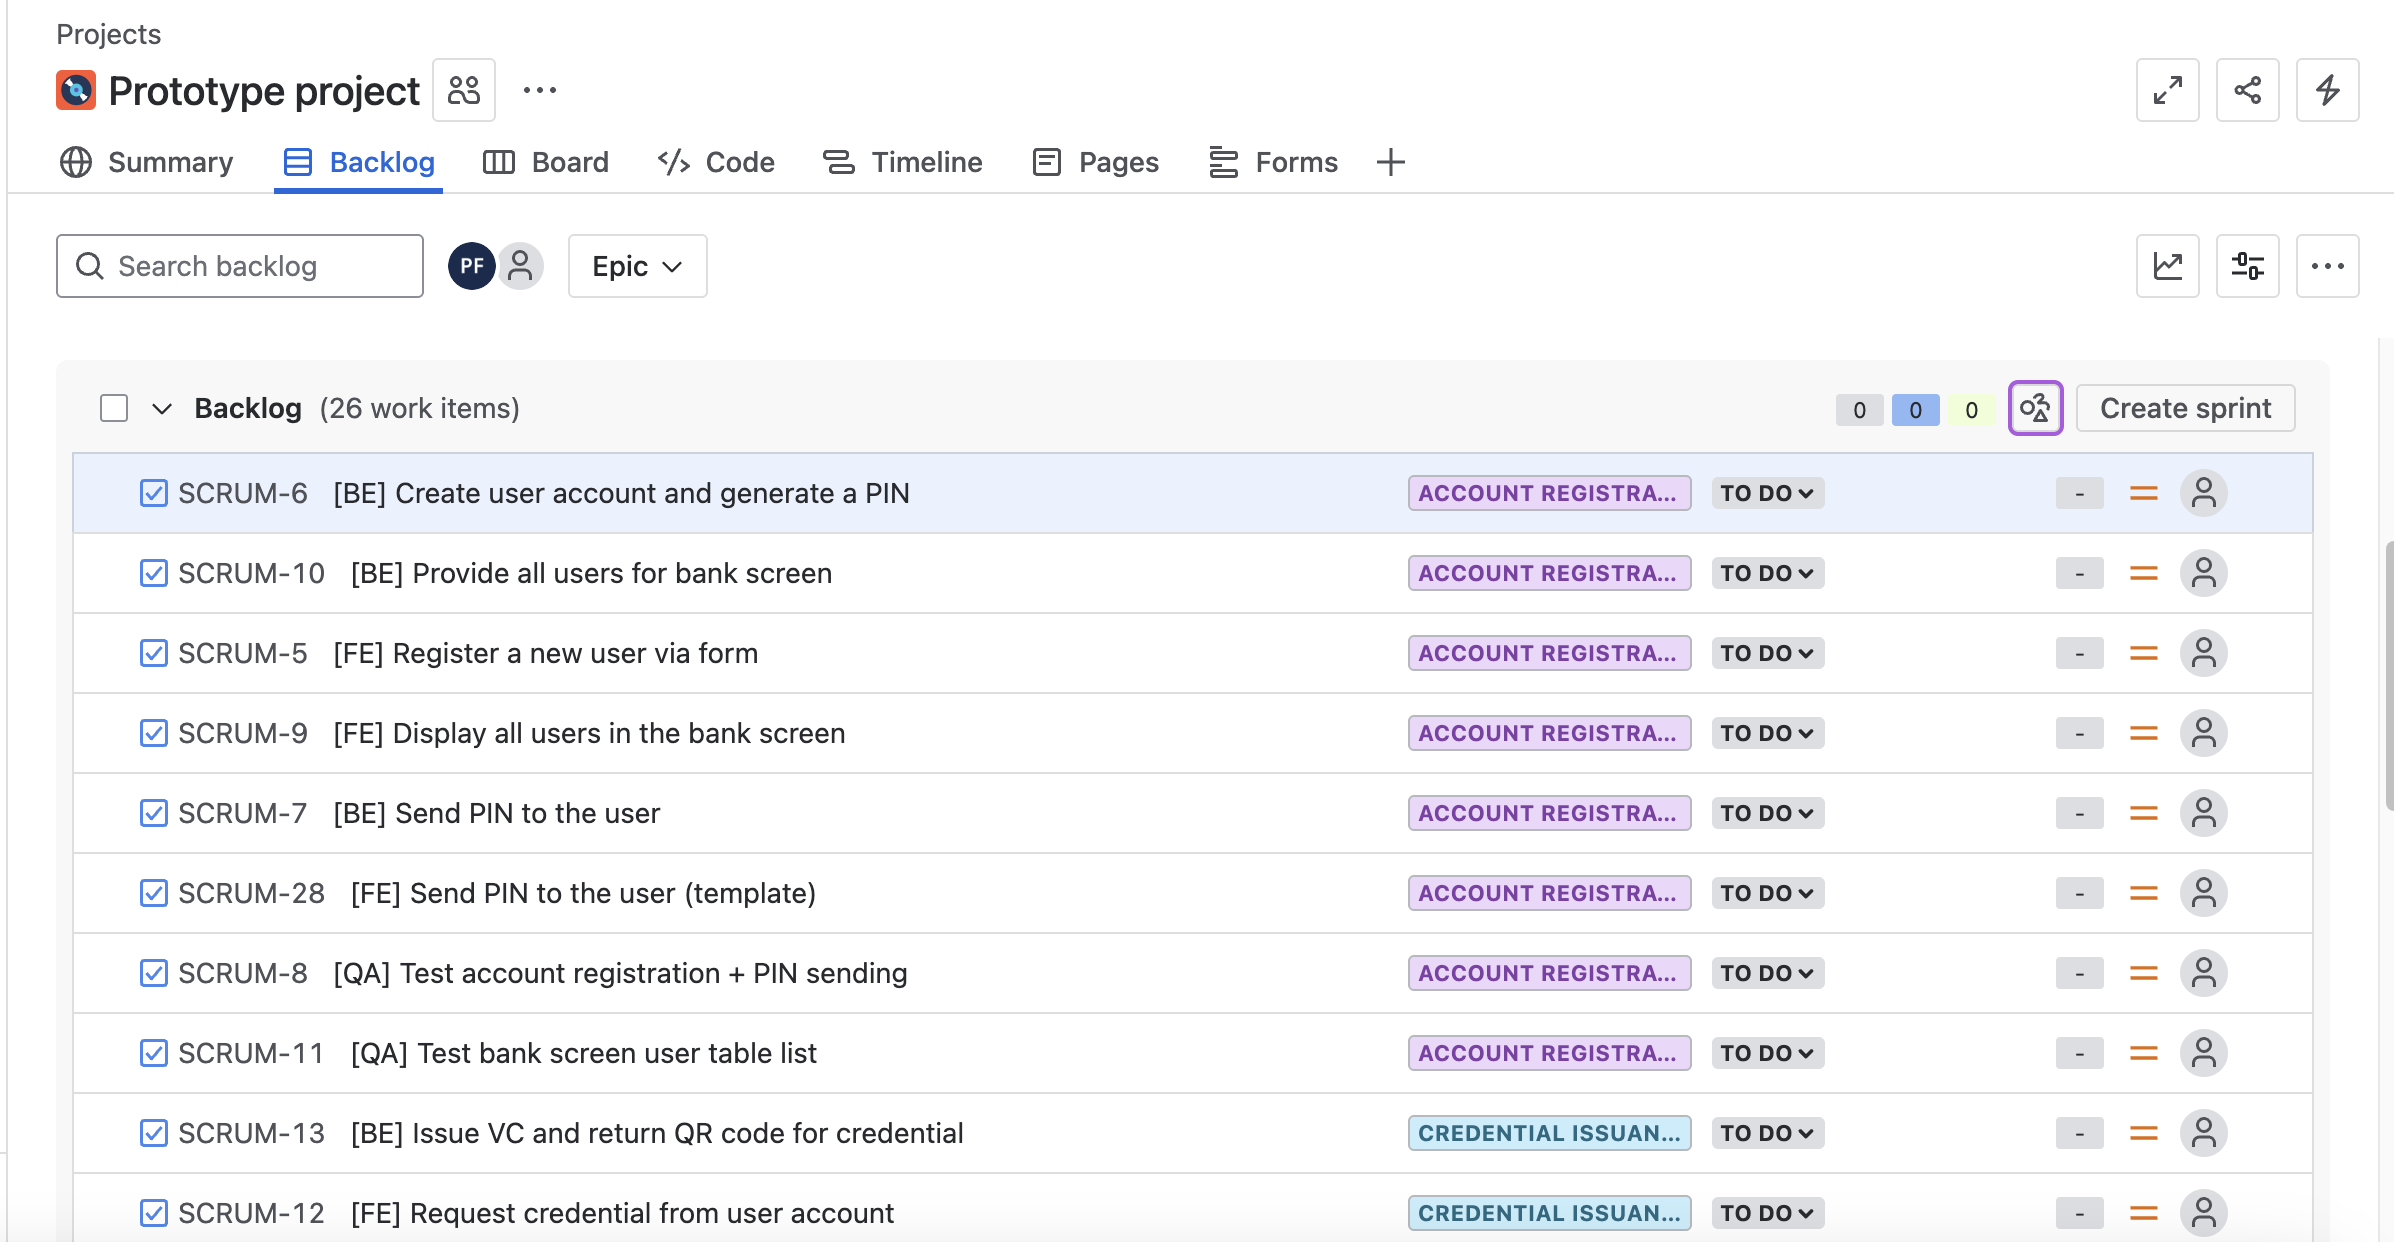 Projects
Prototype project
Summary Backlog Board Code Timeline Pages Forms
Search backlog PF Epic
Backlog (26 work items) 0 0 0 Create sprint
SCRUM-6 [BE] Create user account and generate a PIN ACCOUNT REGISTRA... TO DO -
SCRUM-10 [BE] Provide all users for bank screen ACCOUNT REGISTRA... TO DO -
SCRUM-5 [FE] Register a new user via form ACCOUNT REGISTRA... TO DO -
SCRUM-9 [FE] Display all users in the bank screen ACCOUNT REGISTRA... TO DO -
SCRUM-7 [BE] Send PIN to the user ACCOUNT REGISTRA... TO DO -
SCRUM-28 [FE] Send PIN to the user (template) ACCOUNT REGISTRA... TO DO -
SCRUM-8 [QA] Test account registration + PIN sending ACCOUNT REGISTRA... TO DO -
SCRUM-11 [QA] Test bank screen user table list ACCOUNT REGISTRA... TO DO -
SCRUM-13 [BE] Issue VC and return QR code for credential CREDENTIAL ISSUAN... TO DO -
SCRUM-12 [FE] Request credential from user account CREDENTIAL ISSUAN... TO DO -